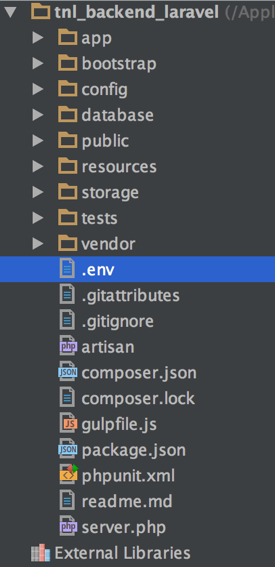 tnl_backend_laravel (/Appl
app
bootstrap
config
database
public
resources
storage
tests
vendor
.env
.gitattributes
.gitignore
php artisan
JSON composer.json
composer.lock
JS gulpfile.js
JSON package.json
phpunit.xml
readme.md
php server.php
External Libraries